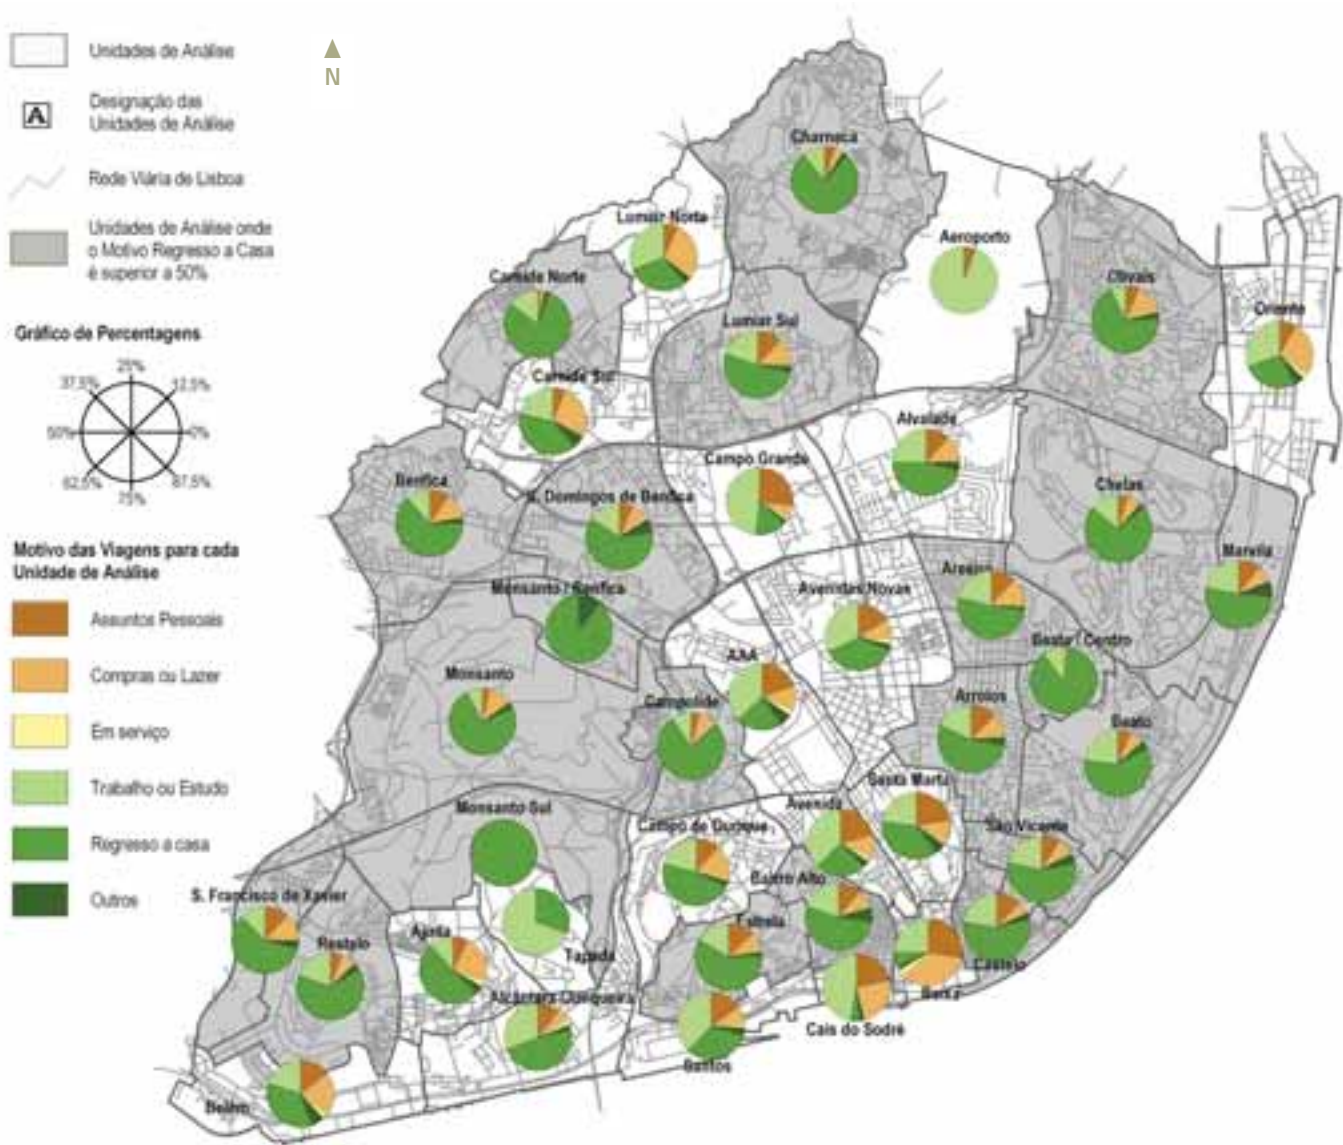 Unidades de Análise
A
Designação das
Unidades de Análise
Rede Viária de Lisboa
Unidades de Análise onde
o Motivo Regresso a Casa
é superior a 50%
N
Gráfico de Percentagens
25%
37.5%
12.5%
50%
0%
62.5%
87.5%
75%
Motivo das Viagens para cada
Unidade de Análise
Assuntos Pessoais
Compras ou Lazer
Em serviço
Trabalho ou Estudo
Regresso a casa
Outros
Charneca
Lumiar Norte
Aeroporto
Carnide Norte
Olivais
Oriente
Lumiar Sul
Carnide Sul
Alvalade
Campo Grande
Benfica
S. Domingos de Benfica
Chelas
Marvila
Areeiro
Monsanto / Benfica
Avenidas Novas
Beato / Centro
AAA
Monsanto
Campolide
Arroios
Beato
Santa Marta
Monsanto Sul
Avenida
Campo de Ourique
São Vicente
Bairro Alto
S. Francisco de Xavier
Estrela
Ajuda
Restelo
Tapada
Castelo
Baixa
Alcântara
Cais do Sodré
Santos
Belém